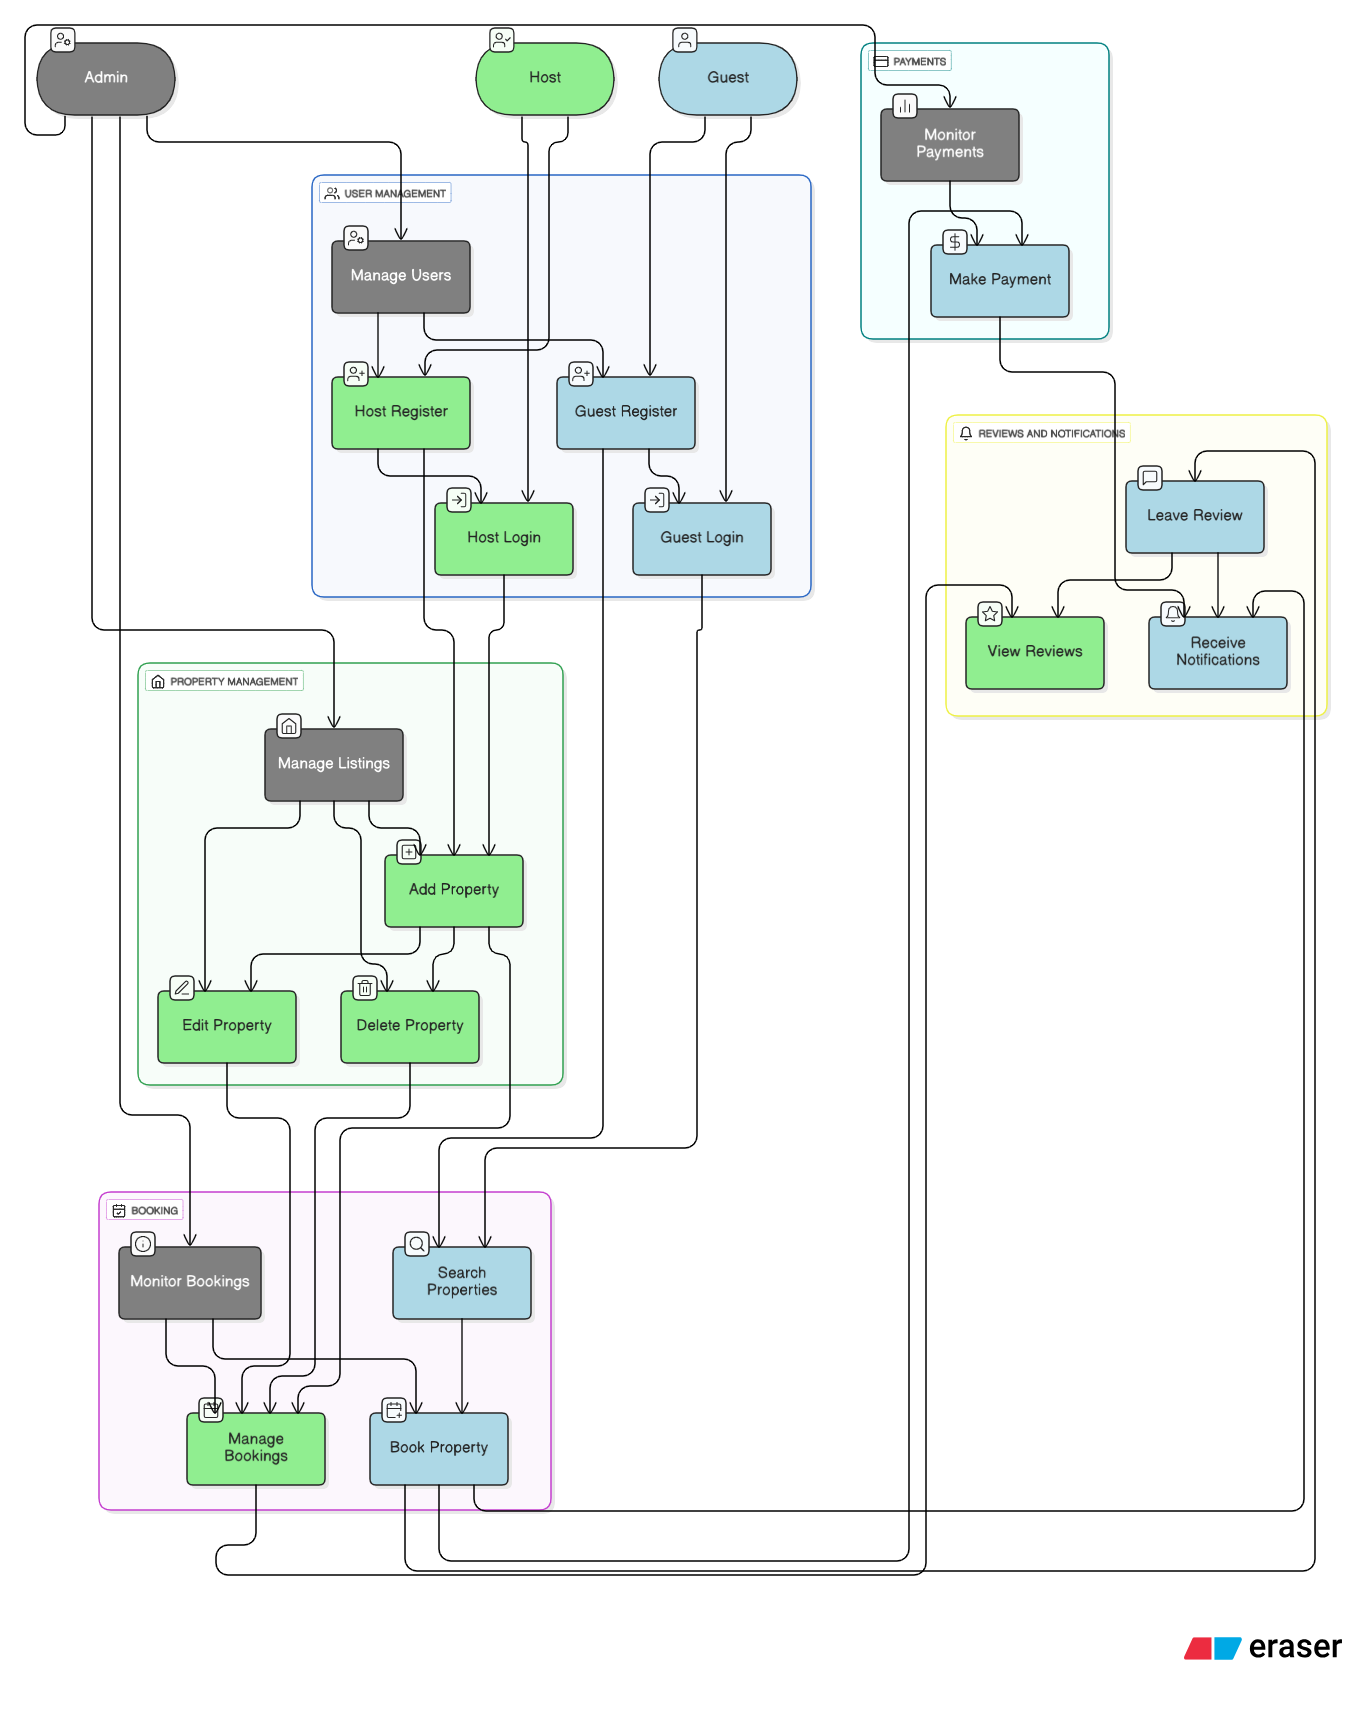 Admin
Host
Guest
PAYMENTS
Monitor
Payments
USER MANAGEMENT
Manage Users
Make Payment
Host Register
Guest Register
REVIEWS AND NOTIFICATIONS
Leave Review
Host Login
Guest Login
View Reviews
Receive
Notifications
PROPERTY MANAGEMENT
Manage Listings
Add Property
Edit Property
Delete Property
BOOKING
Monitor Bookings
Search
Properties
Manage
Bookings
Book Property
eraser